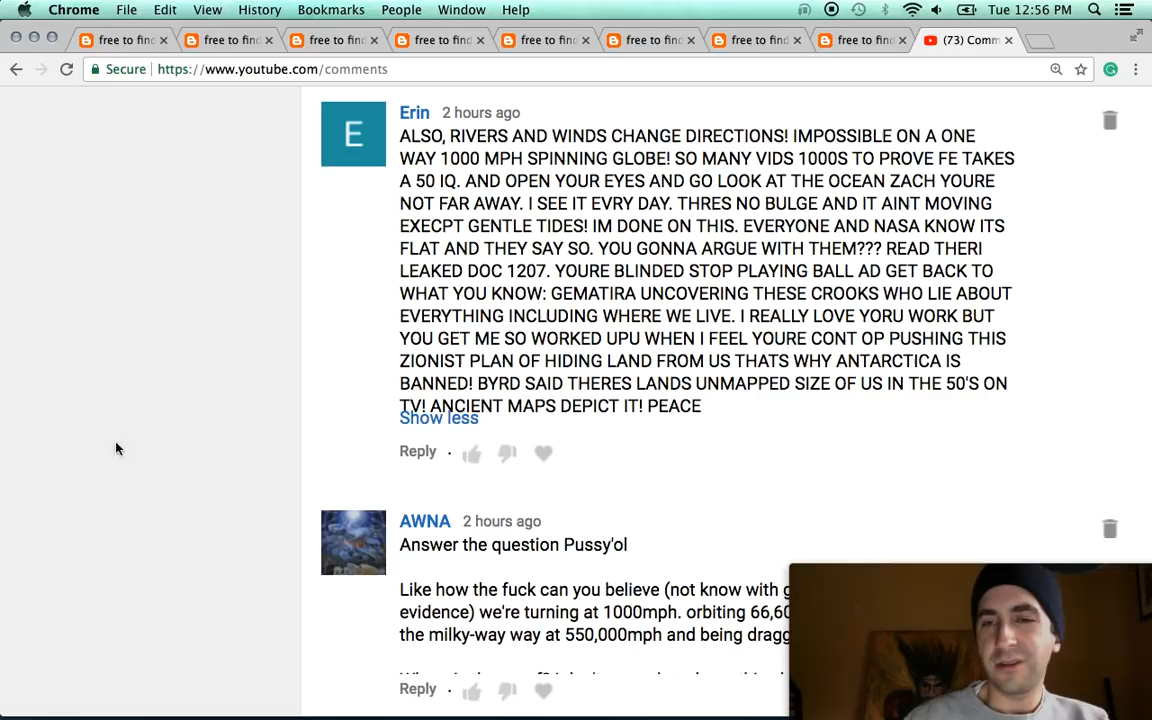 Chrome File Edit View History Bookmarks People Window Help Tue 12:56 PM
free to fin free to find free to find free to find free to find free to find free to find free to find (73) Comm
Secure https://www.youtube.com/comments
E
Erin 2 hours ago
ALSO, RIVERS AND WINDS CHANGE DIRECTIONS! IMPOSSIBLE ON A ONE
WAY 1000 MPH SPINNING GLOBE! SO MANY VIDS 1000S TO PROVE FE TAKES
A 50 IQ. AND OPEN YOUR EYES AND GO LOOK AT THE OCEAN ZACH YOURE
NOT FAR AWAY. I SEE IT EVRY DAY. THRES NO BULGE AND IT AINT MOVING
EXECPT GENTLE TIDES! IM DONE ON THIS. EVERYONE AND NASA KNOW ITS
FLAT AND THEY SAY SO. YOU GONNA ARGUE WITH THEM??? READ THERI
LEAKED DOC 1207. YOURE BLINDED STOP PLAYING BALL AD GET BACK TO
WHAT YOU KNOW: GEMATIRA UNCOVERING THESE CROOKS WHO LIE ABOUT
EVERYTHING INCLUDING WHERE WE LIVE. I REALLY LOVE YORU WORK BUT
YOU GET ME SO WORKED UPU WHEN I FEEL YOURE CONT OP PUSHING THIS
ZIONIST PLAN OF HIDING LAND FROM US THATS WHY ANTARCTICA IS
BANNED! BYRD SAID THERES LANDS UNMAPPED SIZE OF US IN THE 50'S ON
TV! ANCIENT MAPS DEPICT IT! PEACE
Show less
Reply
AWNA 2 hours ago
Answer the question Pussy'ol
Like how the fuck can you believe (not know with
evidence) we're turning at 1000mph. orbiting 66,60
the milky-way way at 550,000mph and being dragg
Reply